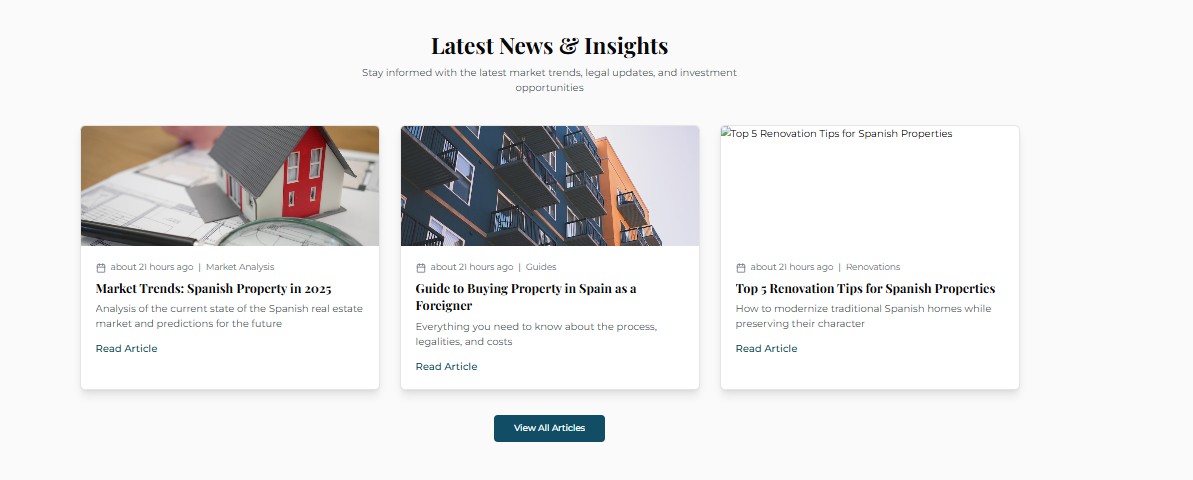 Latest News & Insights
Stay informed with the latest market trends, legal updates, and investment
opportunities
about 21 hours ago | Market Analysis
Market Trends: Spanish Property in 2025
Analysis of the current state of the Spanish real estate
market and predictions for the future
Read Article
about 21 hours ago | Guides
Guide to Buying Property in Spain as a
Foreigner
Everything you need to know about the process,
legalities, and costs
Read Article
Top 5 Renovation Tips for Spanish Properties
about 21 hours ago | Renovations
Top 5 Renovation Tips for Spanish Properties
How to modernize traditional Spanish homes while
preserving their character
Read Article
View All Articles